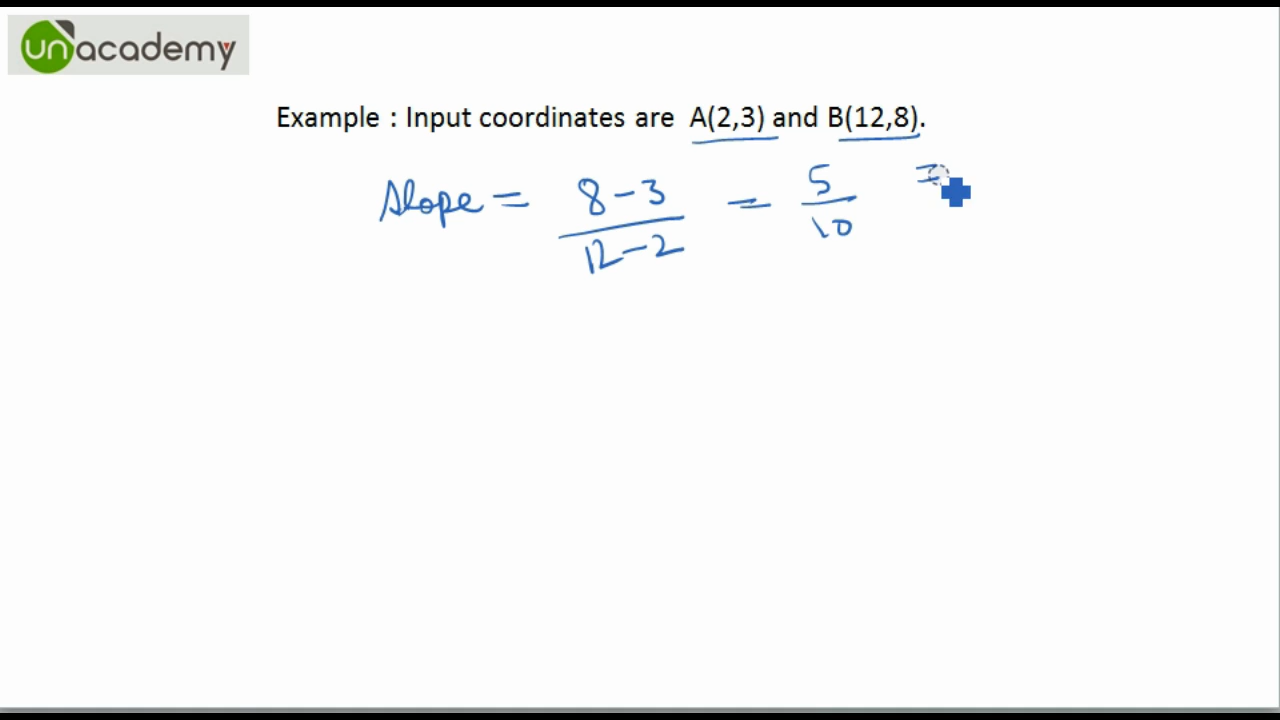 unacademy
Example : Input coordinates are A(2,3) and B(12,8).
slope = 8-3 = 5 =
12-2 10